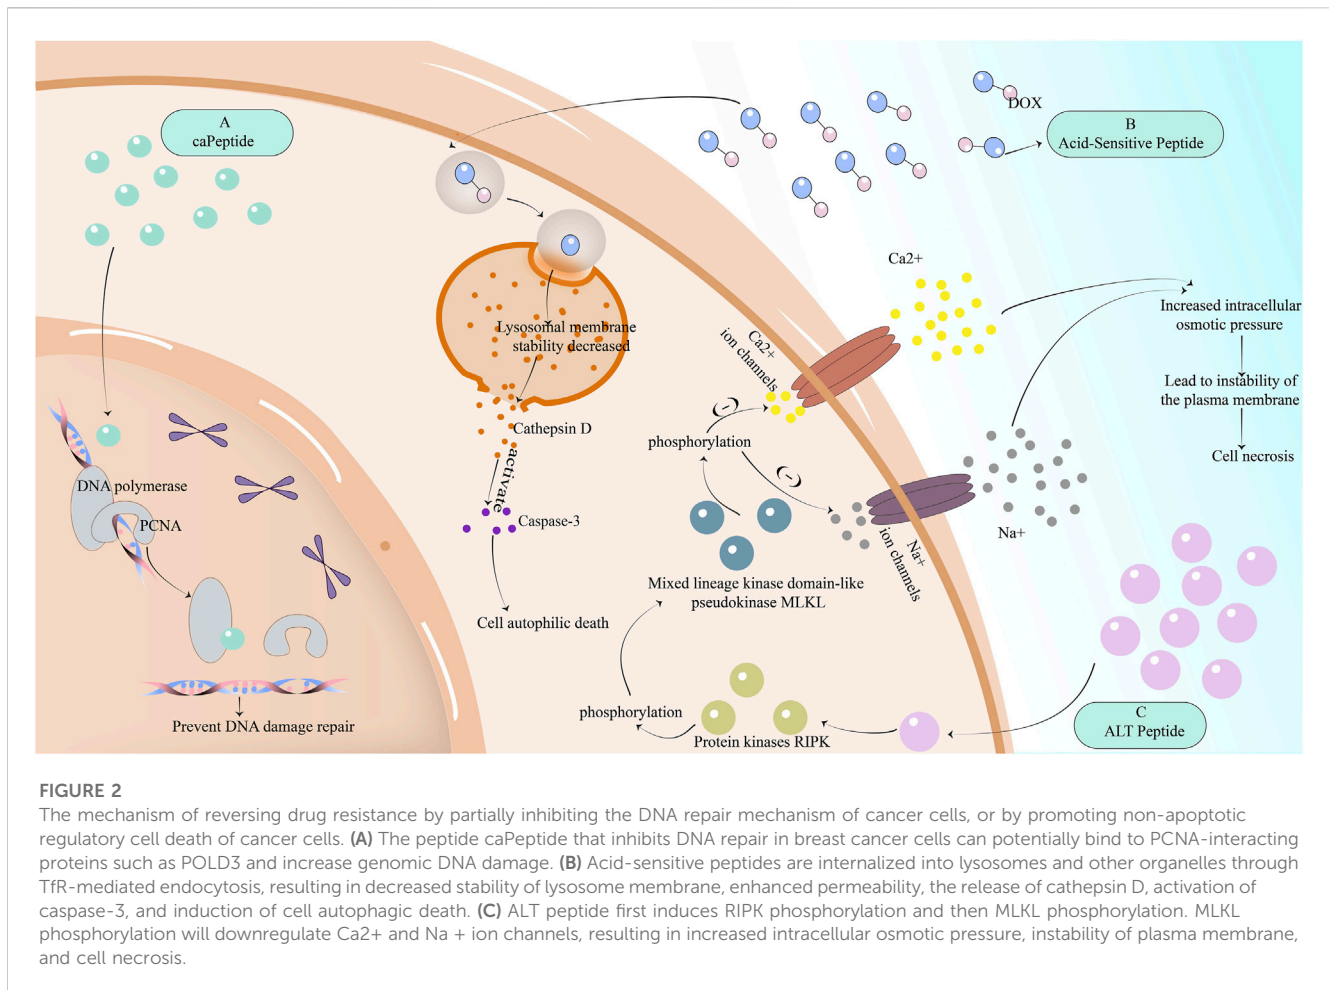 A
caPeptide
DOX
B
Acid-Sensitive Peptide
Ca2+
Increased intracellular
osmotic pressure
Lead to instability of
the plasma membrane
Cell necrosis
Lysosomal membrane
stability decreased
Ca2+
ion channels
Cathepsin D
activate
Caspase-3
Cell autophilic death
(-)
phosphorylation
(-)
Na+
ion channels
Na+
Mixed lineage kinase domain-like
pseudokinase MLKL
DNA polymerase
PCNA
Prevent DNA damage repair
phosphorylation
Protein kinases RIPK
C
ALT Peptide
FIGURE 2
The mechanism of reversing drug resistance by partially inhibiting the DNA repair mechanism of cancer cells, or by promoting non-apoptotic
regulatory cell death of cancer cells. (A) The peptide caPeptide that inhibits DNA repair in breast cancer cells can potentially bind to PCNA-interacting
proteins such as POLD3 and increase genomic DNA damage. (B) Acid-sensitive peptides are internalized into lysosomes and other organelles through
TfR-mediated endocytosis, resulting in decreased stability of lysosome membrane, enhanced permeability, the release of cathepsin D, activation of
caspase-3, and induction of cell autophagic death. (C) ALT peptide first induces RIPK phosphorylation and then MLKL phosphorylation. MLKL
phosphorylation will downregulate Ca2+ and Na + ion channels, resulting in increased intracellular osmotic pressure, instability of plasma membrane,
and cell necrosis.